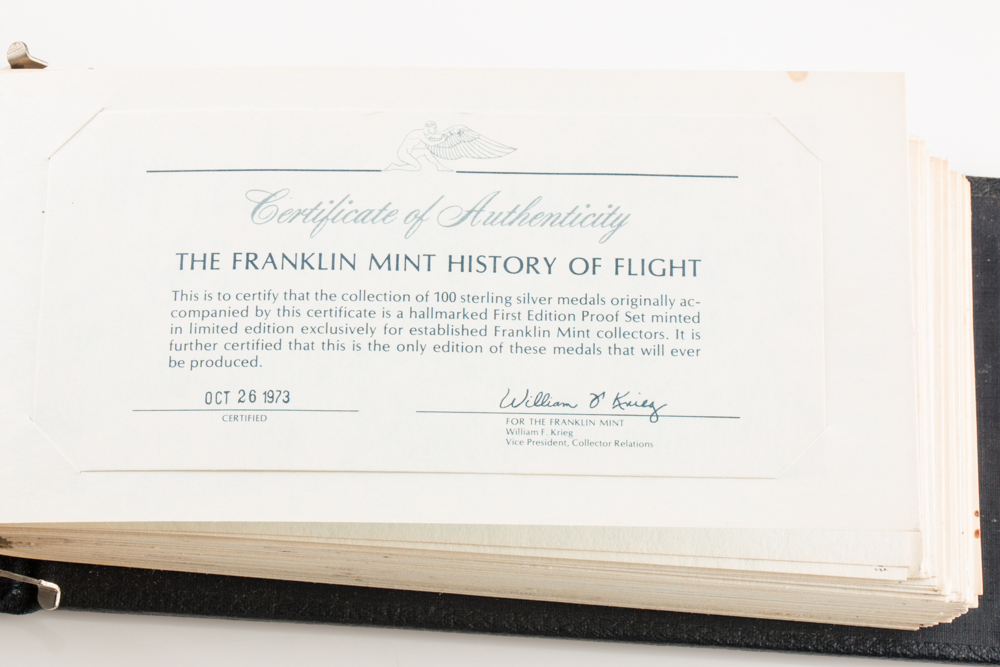 Certificate of Authenticity
THE FRANKLIN MINT HISTORY OF FLIGHT
This is to certify that the collection of 100 sterling silver medals originally ac-
companied by this certificate is a hallmarked First Edition Proof Set minted
in limited edition exclusively for established Franklin Mint collectors. It is
further certified that this is the only edition of these medals that will ever
be produced.
OCT 26 1973
CERTIFIED
William F Krieg
FOR THE FRANKLIN MINT
William F. Krieg
Vice President, Collector Relations